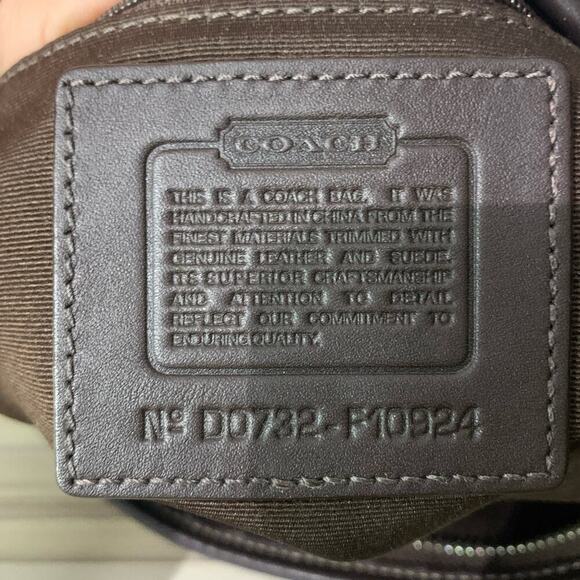 COACH
THIS IS A COACH BAG. IT WAS
HANDCRAFTED IN CHINA FROM THE
FINEST MATERIALS TRIMMED WITH
GENUINE LEATHER AND SUEDE.
ITS SUPERIOR CRAFTSMANSHIP
AND ATTENTION TO DETAIL
REFLECT OUR COMMITMENT TO
ENDURING QUALITY.
Nº D0732-F10924